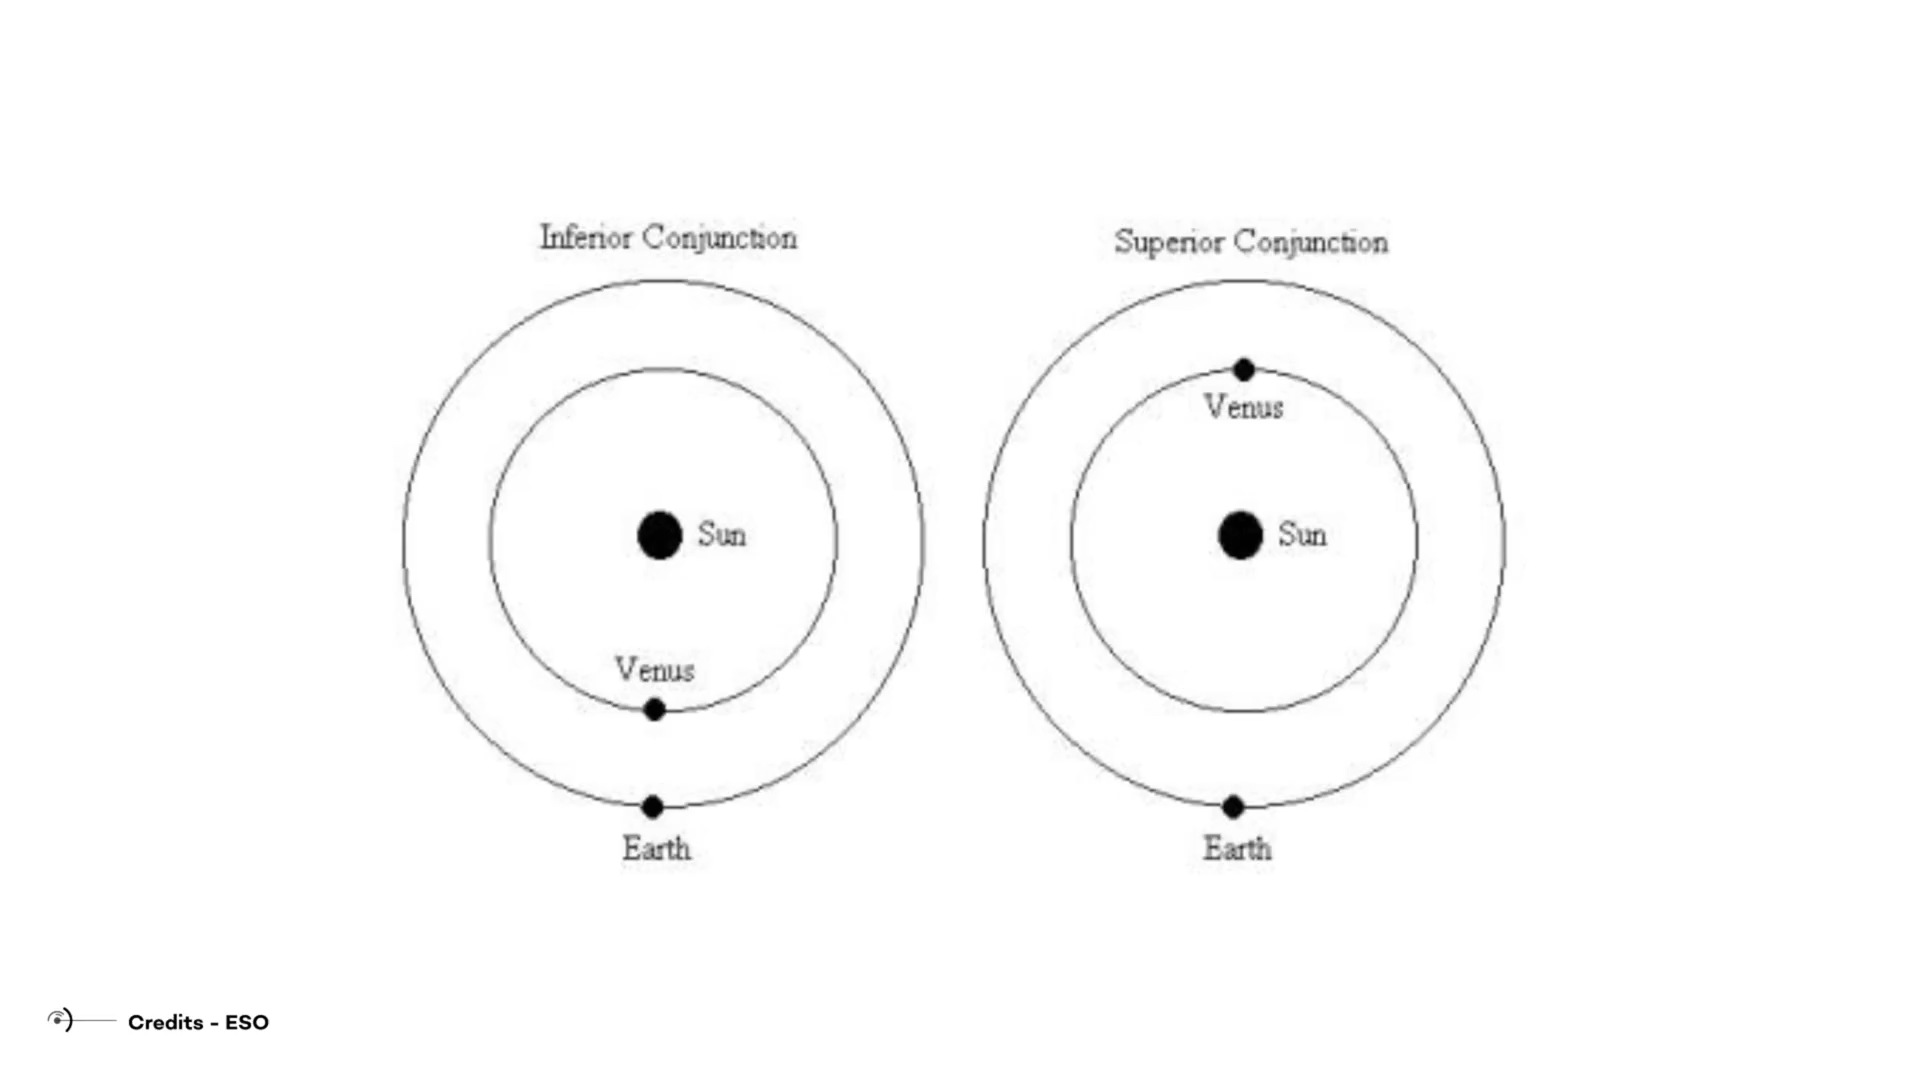 Inferior Conjunction
Sun
Venus
Earth
Superior Conjunction
Venus
Sun
Earth
Credits - ESO